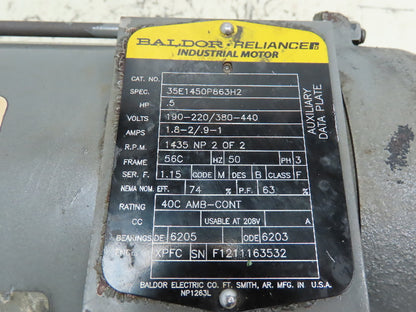 BALDOR · RELIANCE
INDUSTRIAL MOTOR
CAT. NO.
SPEC. 35E1450P863H2
HP .5
VOLTS 190-220/380-440
AMPS 1.8-2/.9-1
R.P.M. 1435 NP 2 OF 2
FRAME 56C HZ 50 PH 3
SER. F. 1.15 CODE M DES B CLASS F
NEMA NOM. EFF. 74 % P.F. 63 %
RATING 40C AMB-CONT
CC USABLE AT 208V A
BEARINGS DE 6205 ODE 6203
XPFC SN F1211163532
BALDOR ELECTRIC CO. FT. SMITH, AR. MFG. IN U.S.A.
NP1263L
AUXILIARY
DATA PLATE